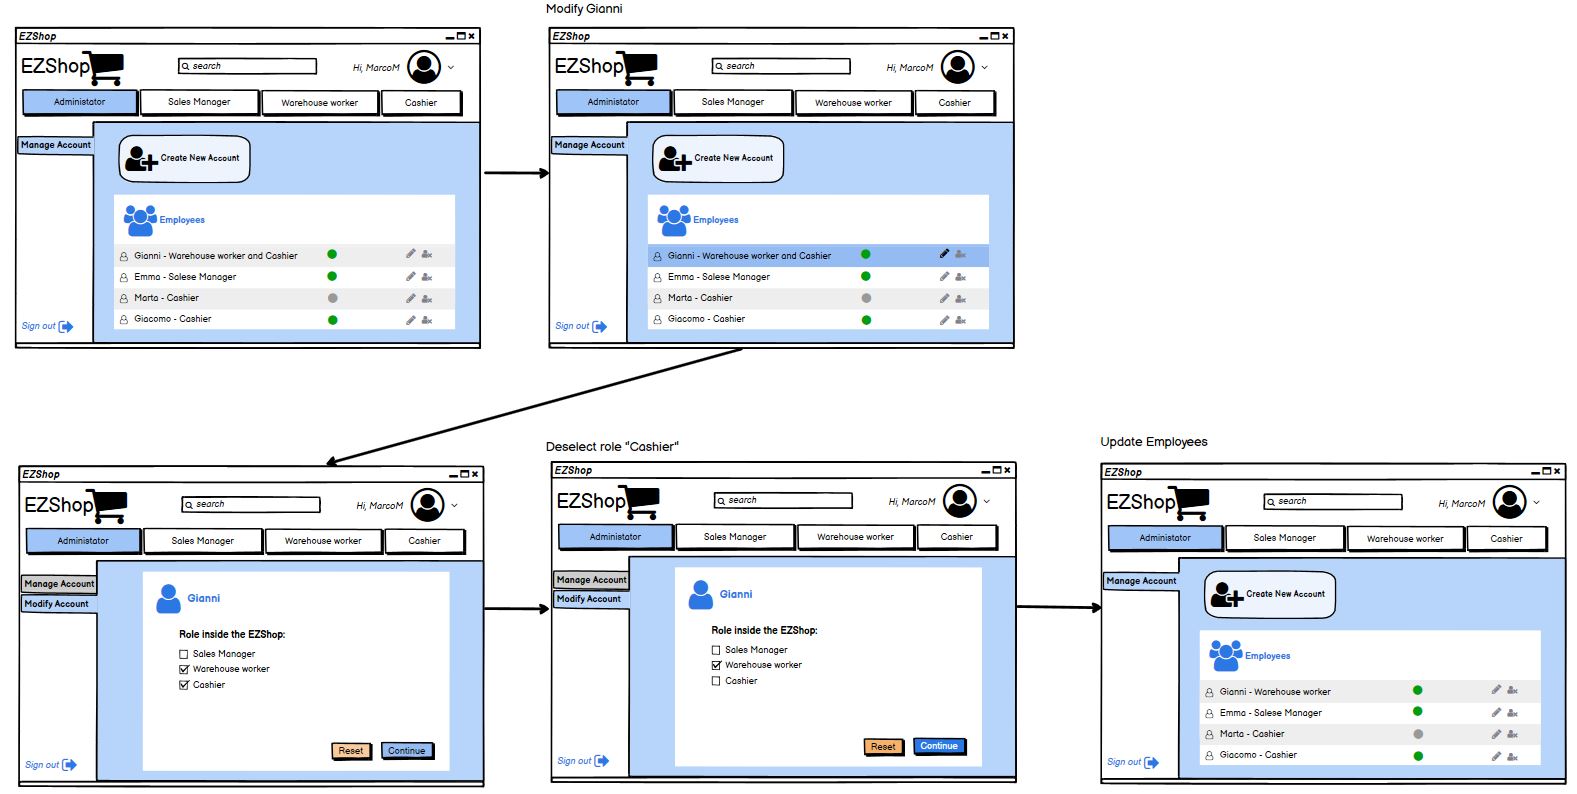 Modify Gianni
EZShop
EZShop
search
Hi, MarcoM
Administator
Sales Manager
Warehouse worker
Cashier
Manage Account
Create New Account
Employees
Gianni - Warehouse worker and Cashier
Emma - Salese Manager
Marta - Cashier
Giacomo - Cashier
Sign out
EZShop
EZShop
search
Hi, MarcoM
Administator
Sales Manager
Warehouse worker
Cashier
Manage Account
Create New Account
Employees
Gianni - Warehouse worker and Cashier
Emma - Salese Manager
Marta - Cashier
Giacomo - Cashier
Sign out
EZShop
EZShop
search
Hi, MarcoM
Administator
Sales Manager
Warehouse worker
Cashier
Manage Account
Modify Account
Gianni
Role inside the EZShop:
Sales Manager
Warehouse worker
Cashier
Reset
Continue
Sign out
Deselect role "Cashier"
EZShop
EZShop
search
Hi, MarcoM
Administator
Sales Manager
Warehouse worker
Cashier
Manage Account
Modify Account
Gianni
Role inside the EZShop:
Sales Manager
Warehouse worker
Cashier
Reset
Continue
Sign out
Update Employees
EZShop
EZShop
search
Hi, MarcoM
Administator
Sales Manager
Warehouse worker
Cashier
Manage Account
Create New Account
Employees
Gianni - Warehouse worker
Emma - Salese Manager
Marta - Cashier
Giacomo - Cashier
Sign out